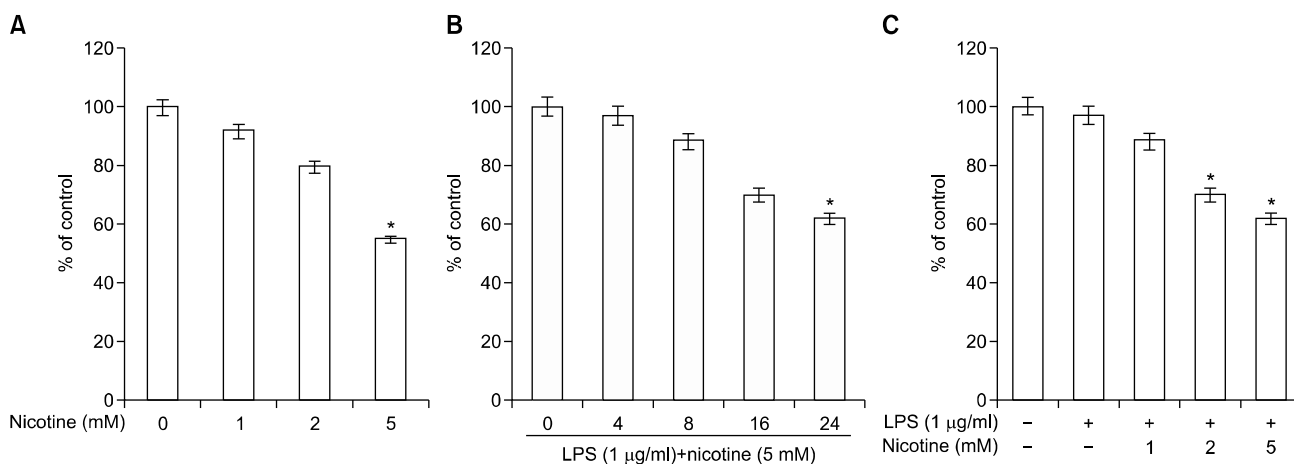 A
120
100
80
60
40
20
0
% of control
*
Nicotine (mM) 0 1 2 5
B
120
100
80
60
40
20
0
% of control
*
0 4 8 16 24
LPS (1 μg/ml)+nicotine (5 mM)
C
120
100
80
60
40
20
0
% of control
* *
LPS (1 μg/ml) − + + + +
Nicotine (mM) − − 1 2 5